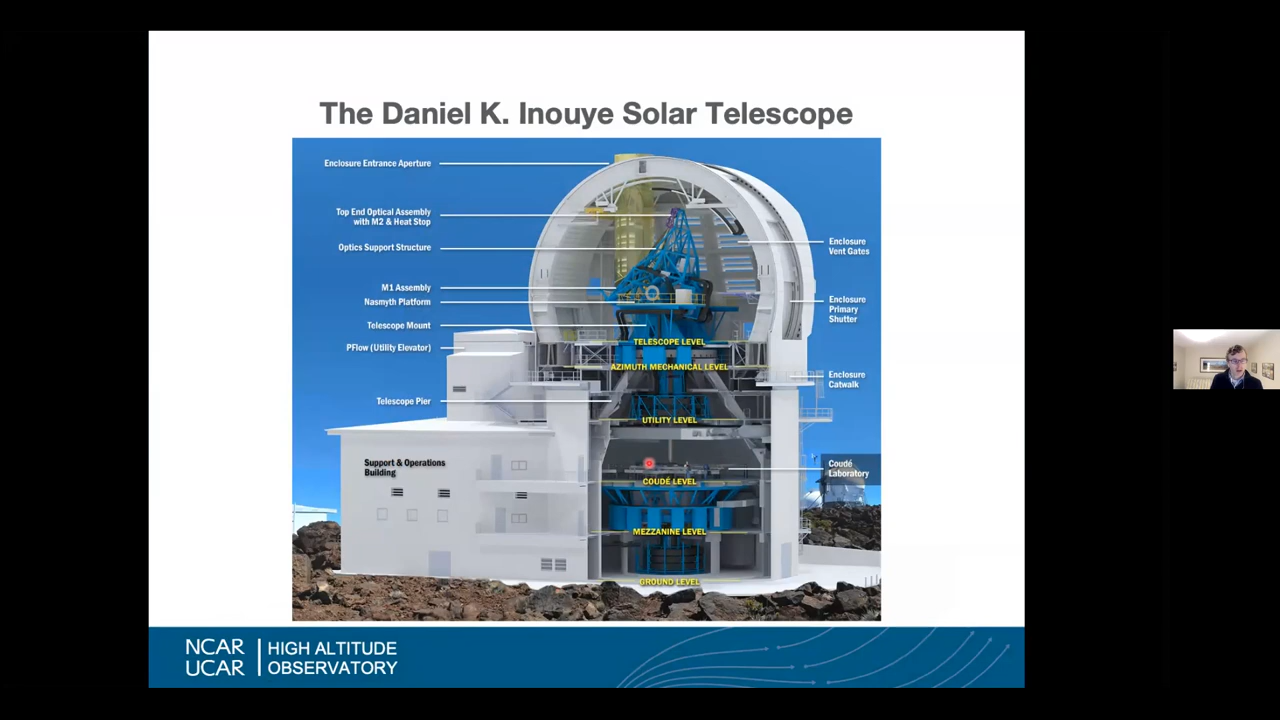 The Daniel K. Inouye Solar Telescope
Enclosure Entrance Aperture
Top End Optical Assembly
with M2 & Heat Stop
Optics Support Structure
M1 Assembly
Nasmyth Platform
Telescope Mount
PFlow (Utility Elevator)
Telescope Pier
Support & Operations
Building
Enclosure
Vent Gates
Enclosure
Primary
Shutter
Enclosure
Catwalk
Coudé
Laboratory
TELESCOPE LEVEL
AZIMUTH MECHANICAL LEVEL
UTILITY LEVEL
COUDÉ LEVEL
MEZZANINE LEVEL
GROUND LEVEL
NCAR
UCAR
HIGH ALTITUDE
OBSERVATORY